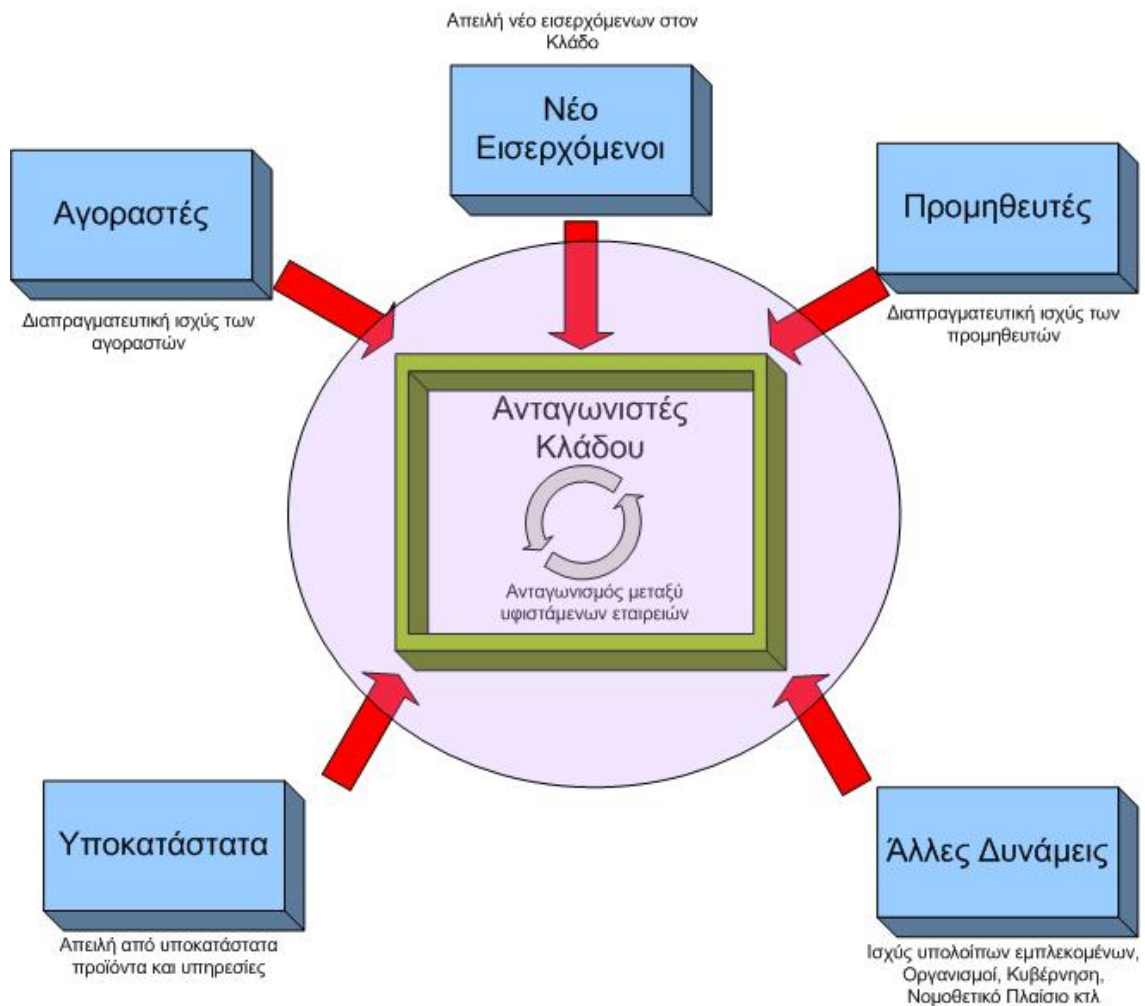 Απειλή νέο εισερχόμενων στον
Κλάδο
Νέο
Εισερχόμενοι
Αγοραστές
Διαπραγματευτική ισχύς των
αγοραστών
Προμηθευτές
Διαπραγματευτική ισχύς των
προμηθευτών
Ανταγωνιστές
Κλάδου
Ανταγωνισμός μεταξύ
υφιστάμενων εταιρειών
Υποκατάστατα
Απειλή από υποκατάστατα
προϊόντα και υπηρεσίες
Άλλες Δυνάμεις
Ισχύς υπολοίπων εμπλεκομένων,
Οργανισμοί, Κυβέρνηση,
Νομοθετικό Πλαίσιο κτλ